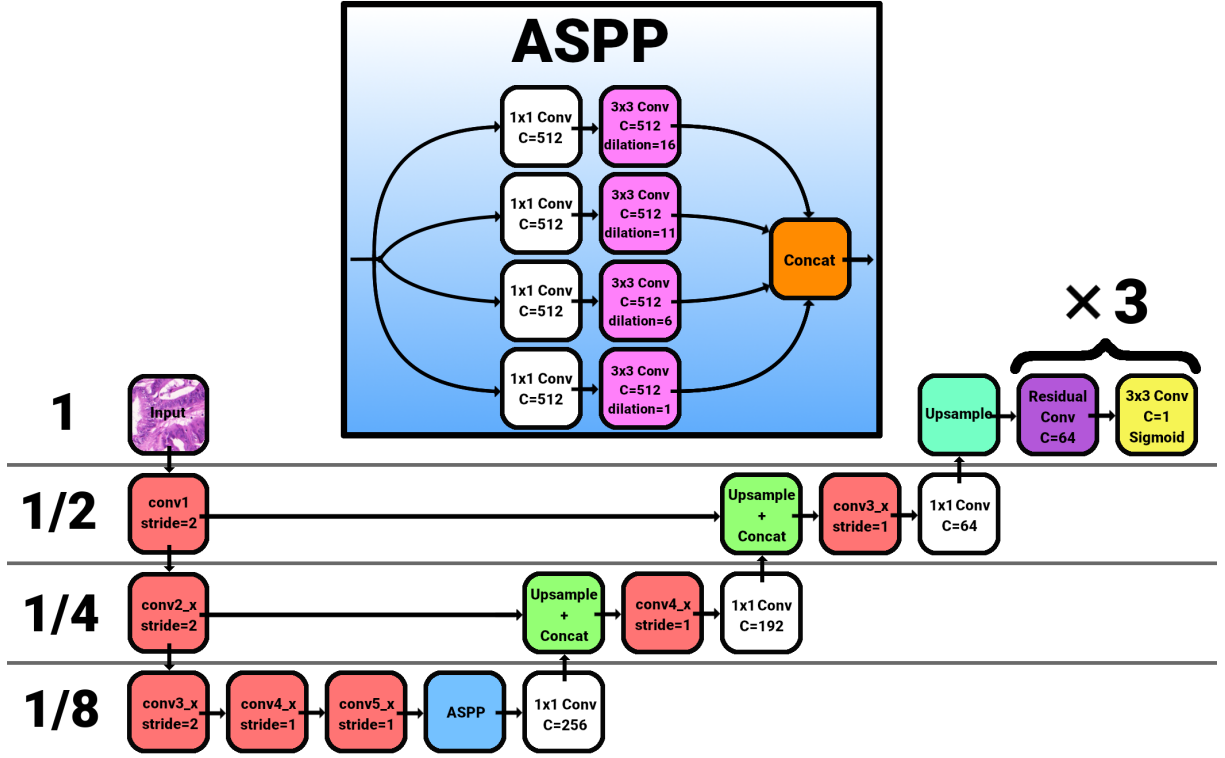 ASPP
1x1 Conv
C=512
3x3 Conv
C=512
dilation=16
1x1 Conv
C=512
3x3 Conv
C=512
dilation=11
Concat
1x1 Conv
C=512
3x3 Conv
C=512
dilation=6
1x1 Conv
C=512
3x3 Conv
C=512
dilation=1
× 3
1
Input
Upsample
Residual
Conv
C=64
3x3 Conv
C=1
Sigmoid
1/2
conv1
stride=2
Upsample
+
Concat
conv3_x
stride=1
1x1 Conv
C=64
1/4
conv2_x
stride=2
Upsample
+
Concat
conv4_x
stride=1
1x1 Conv
C=192
1/8
conv3_x
stride=2
conv4_x
stride=1
conv5_x
stride=1
ASPP
1x1 Conv
C=256